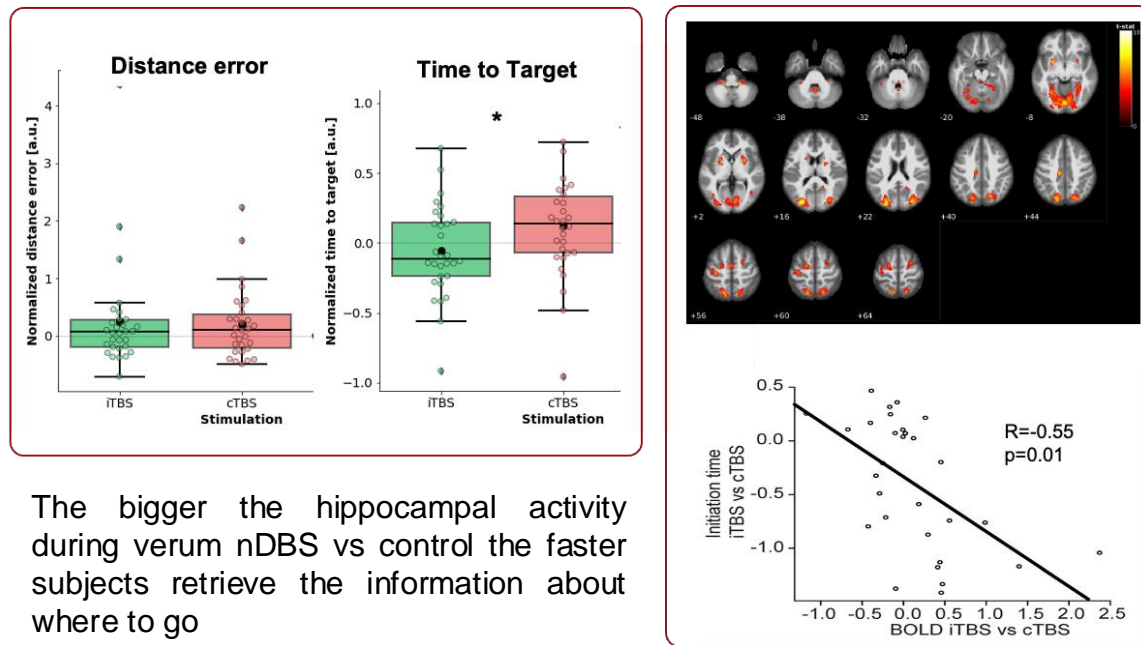 Distance error
Normalized distance error [a.u.]
4
3
2
1
0
iTBS
cTBS
Stimulation
Time to Target
*
Normalized time to target [a.u.]
1.0
0.5
0.0
−0.5
−1.0
iTBS
cTBS
Stimulation
The bigger the hippocampal activity
during verum nDBS vs control the faster
subjects retrieve the information about
where to go
t-stat
-48
-38
-32
-20
-8
+2
+16
+22
+40
+44
+56
+60
+64
Initiation time
iTBS vs cTBS
0.5
0.0
-0.5
-1.0
R=-0.55
p=0.01
-1.0 -0.5 0.0 0.5 1.0 1.5 2.0 2.5
BOLD iTBS vs cTBS